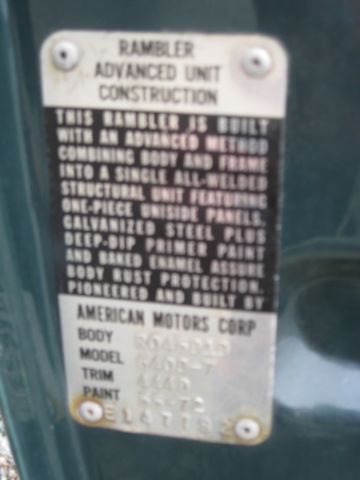 RAMBLER
ADVANCED UNIT
CONSTRUCTION
THIS RAMBLER IS BUILT
WITH AN ADVANCED METHOD
COMBINING BODY AND FRAME
INTO A SINGLE ALL-WELDED
STRUCTURAL UNIT FEATURING
ONE-PIECE UNISIDE PANELS,
GALVANIZED STEEL PLUS
DEEP-DIP PRIMER PAINT
AND BAKED ENAMEL ASSURE
BODY RUST PROTECTION.
PIONEERED AND BUILT BY
AMERICAN MOTORS CORP
BODY
MODEL
TRIM
PAINT